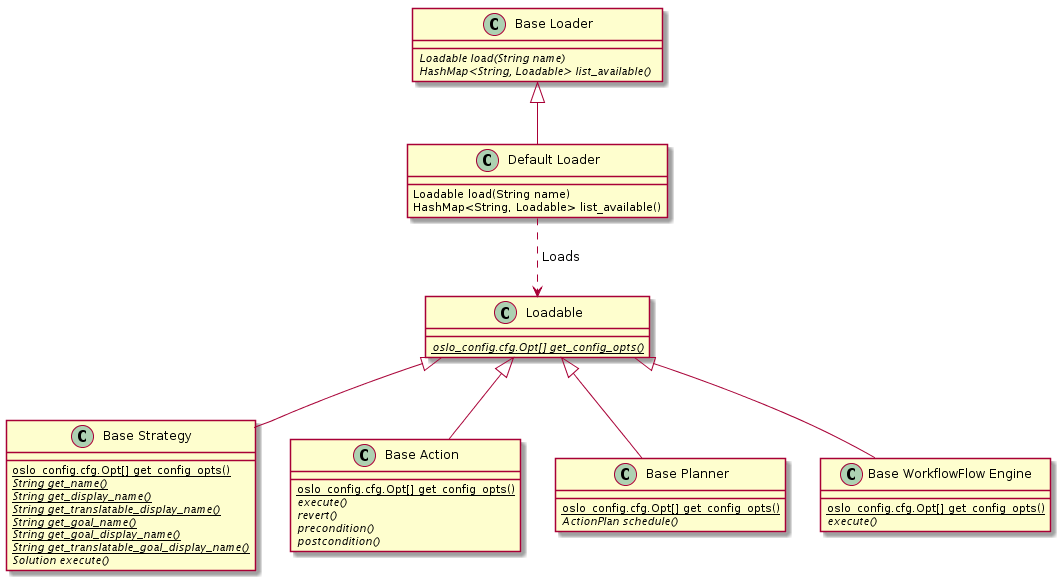 C Base Loader
Loadable load(String name)
HashMap<String, Loadable> list_available()
C Default Loader
Loadable load(String name)
HashMap<String, Loadable> list_available()
Loads
C Loadable
oslo_config.cfg.Opt[] get_config_opts()
C Base Strategy
oslo_config.cfg.Opt[] get_config_opts()
String get_name()
String get_display_name()
String get_translatable_display_name()
String get_goal_name()
String get_goal_display_name()
String get_translatable_goal_display_name()
Solution execute()
C Base Action
oslo_config.cfg.Opt[] get_config_opts()
execute()
revert()
precondition()
postcondition()
C Base Planner
oslo_config.cfg.Opt[] get_config_opts()
ActionPlan schedule()
C Base WorkflowFlow Engine
oslo_config.cfg.Opt[] get_config_opts()
execute()